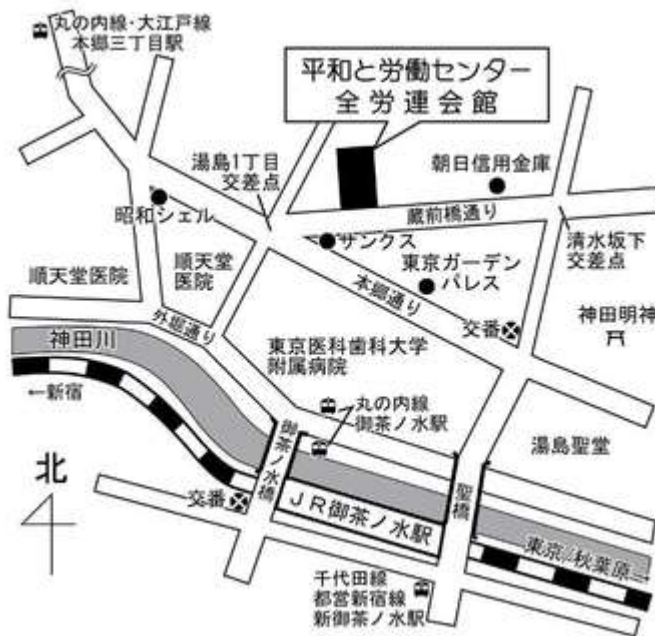 丸の内線・大江戸線
本郷三丁目駅
平和と労働センター
全労連会館
湯島1丁目
交差点
朝日信用金庫
昭和シェル
蔵前橋通り
サンクス
清水坂下
交差点
順天堂医院
順天堂
医院
東京ガーデン
パレス
本郷通り
外堀通り
交番
神田明神
神田川
東京医科歯科大学
附属病院
←新宿
丸の内線
御茶ノ水駅
湯島聖堂
北
御茶ノ水橋
交番
JR御茶ノ水駅
聖橋
東京/秋葉原→
千代田線
都営新宿線
新御茶ノ水駅